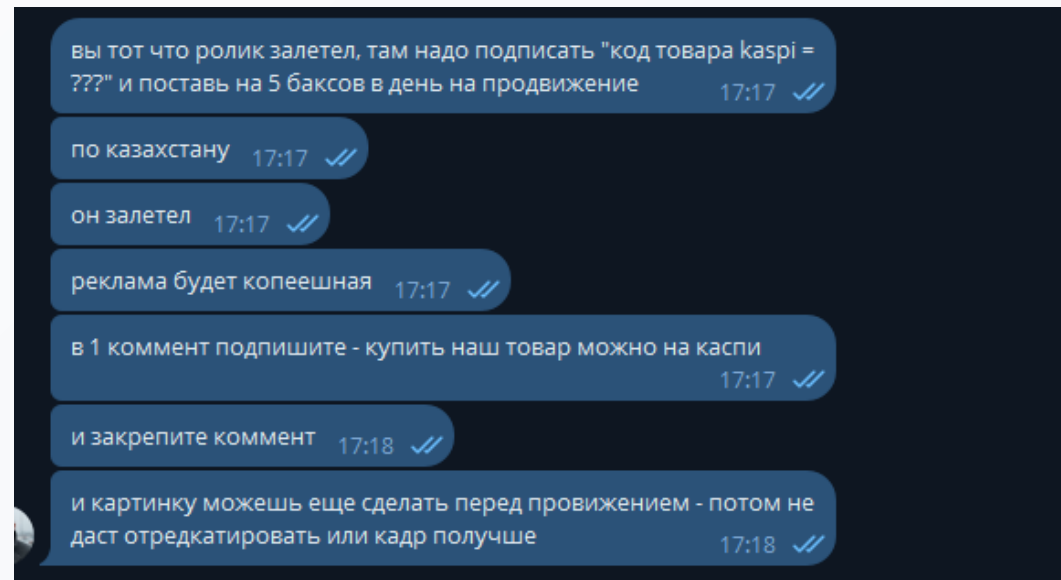 вы тот что ролик залетел, там надо подписать "код товара kaspi =
???" и поставь на 5 баксов в день на продвижение
17:17
по казахстану
17:17
он залетел
17:17
реклама будет копеешная
17:17
в 1 коммент подпишите - купить наш товар можно на каспи
17:17
и закрепите коммент
17:18
и картинку можешь еще сделать перед провижением - потом не
даст отредкатировать или кадр получше
17:18